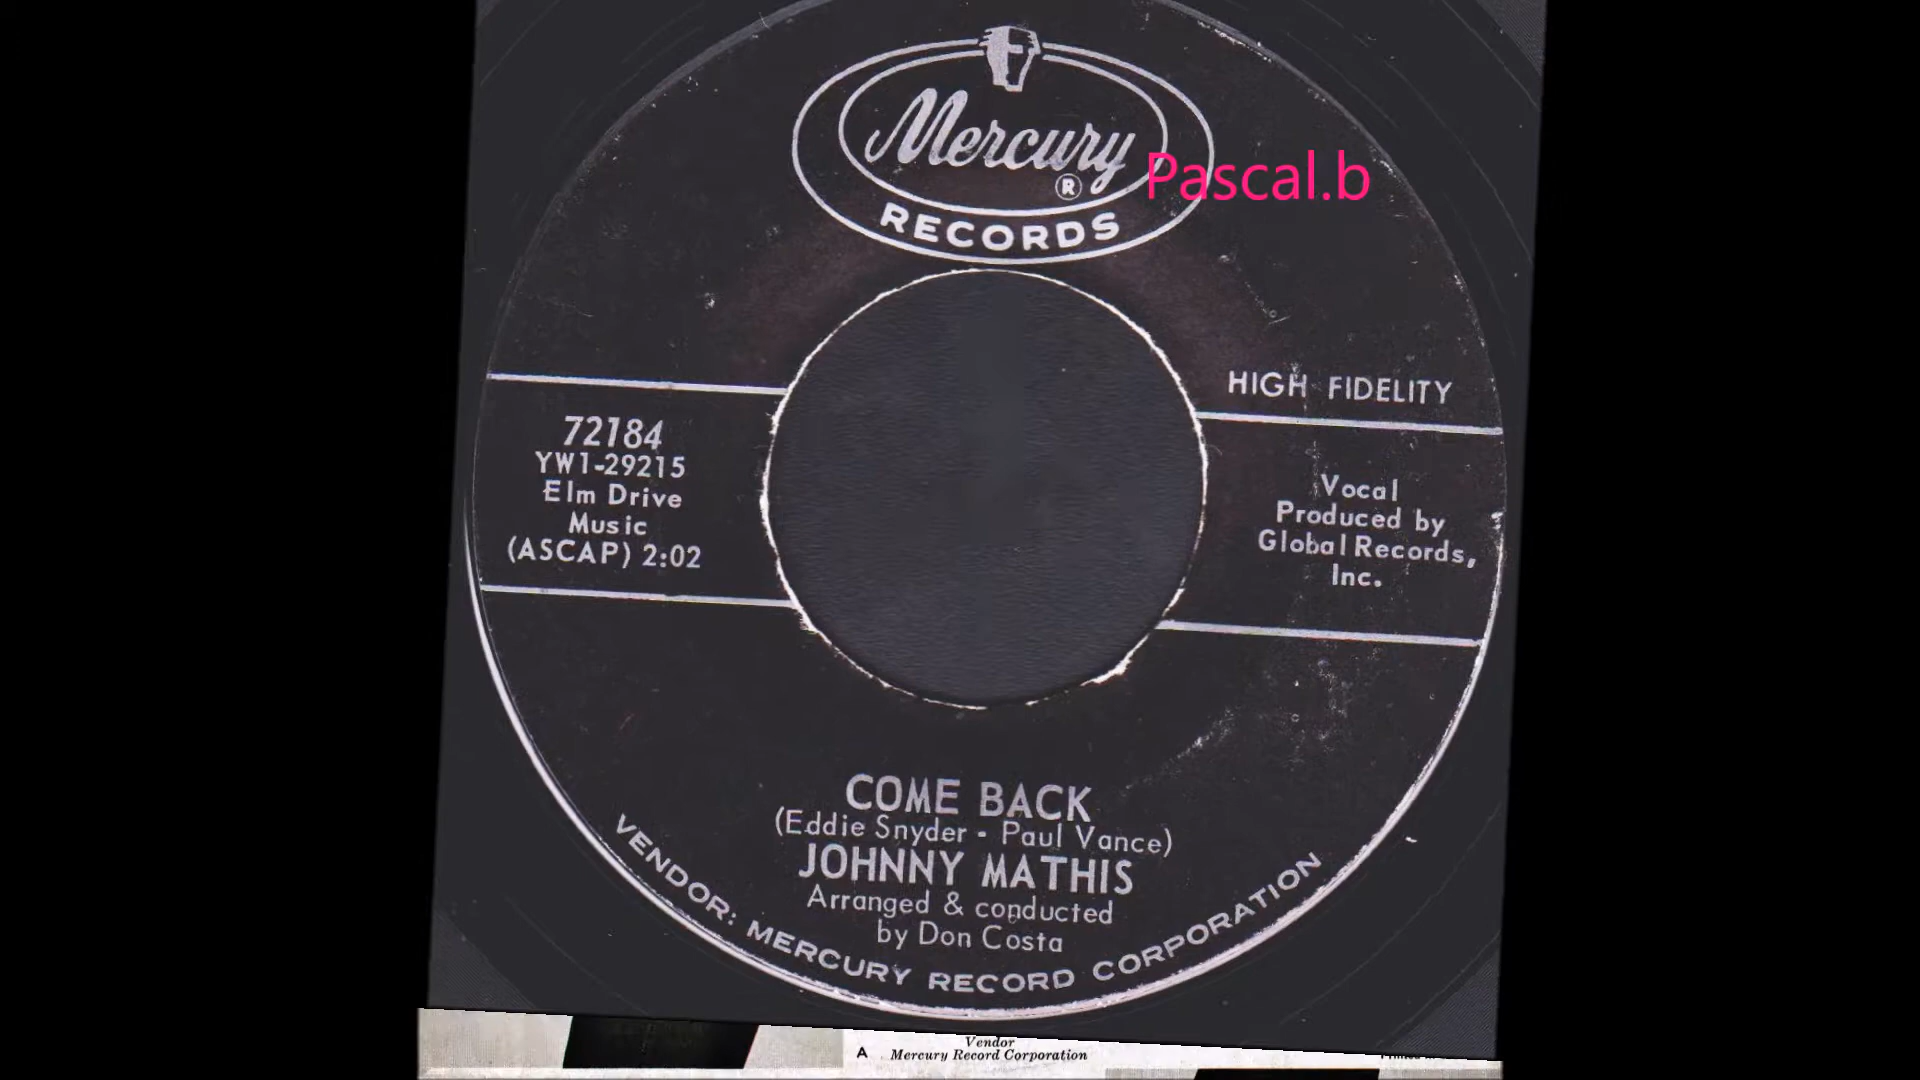 Mercury
®
RECORDS
Pascal.b
HIGH FIDELITY
72184
YW1-29215
Elm Drive
Music
(ASCAP) 2:02
Vocal
Produced by
Global Records,
Inc.
COME BACK
(Eddie Snyder - Paul Vance)
JOHNNY MATHIS
Arranged & conducted
by Don Costa
VENDOR: MERCURY RECORD CORPORATION
Vendor
A Mercury Record Corporation